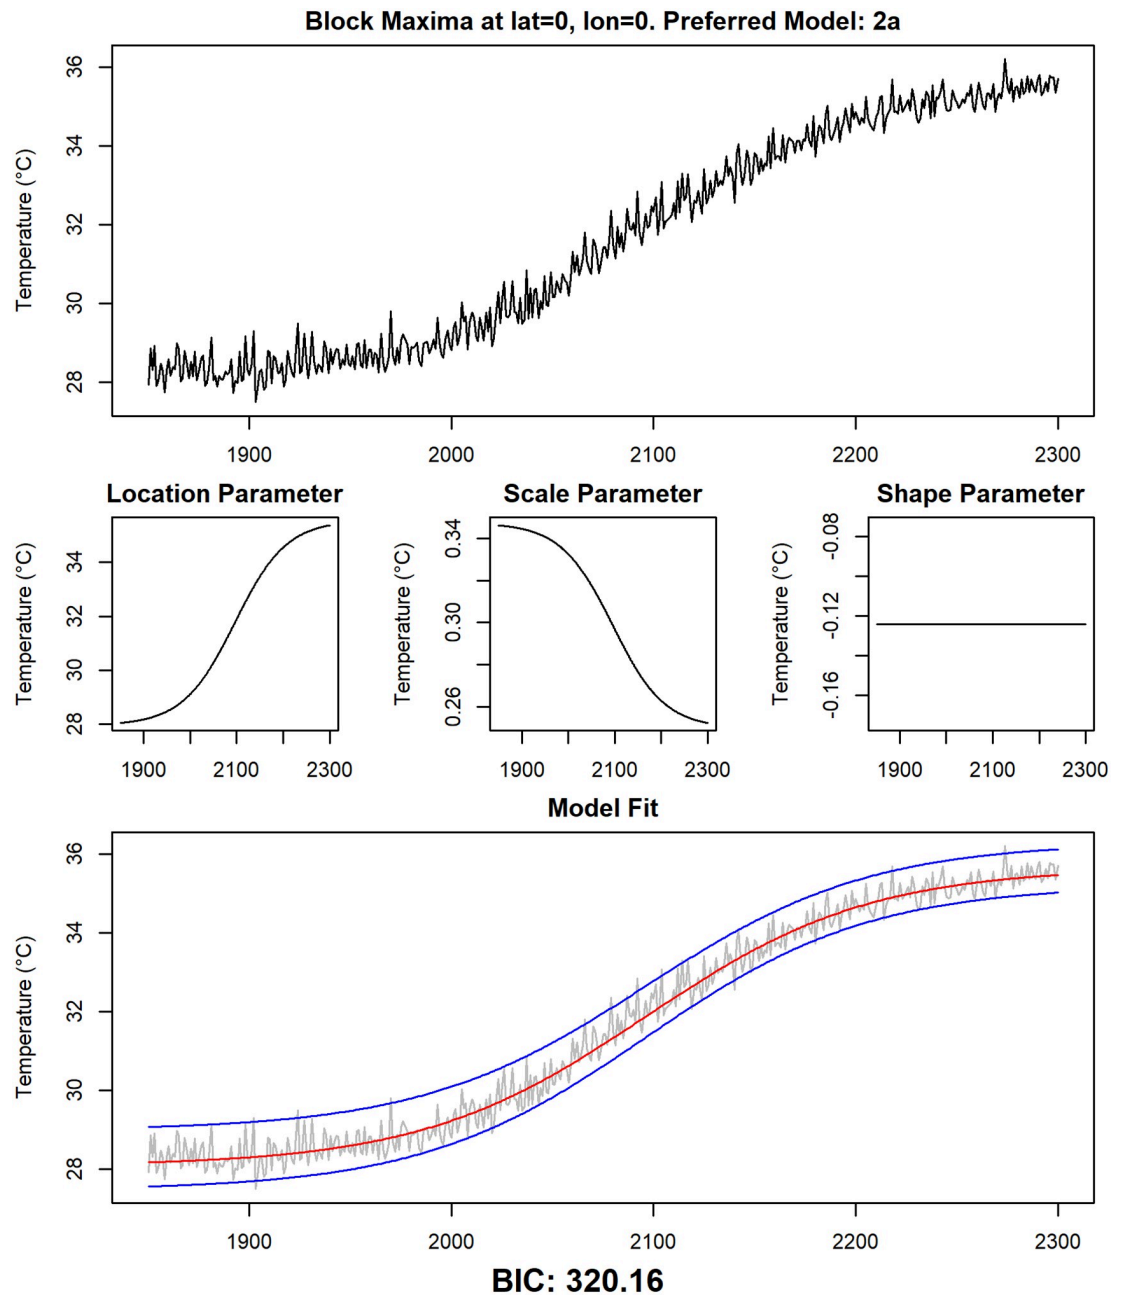 Block Maxima at lat=0, lon=0. Preferred Model: 2a
Temperature (°C)
36
34
32
30
28
1900 2000 2100 2200 2300
Location Parameter Scale Parameter Shape Parameter
Temperature (°C)
34
32
30
28
1900 2100 2300
Temperature (°C)
0.34
0.30
0.26
1900 2100 2300
Temperature (°C)
-0.08
-0.12
-0.16
1900 2100 2300
Model Fit
Temperature (°C)
36
34
32
30
28
1900 2000 2100 2200 2300
BIC: 320.16